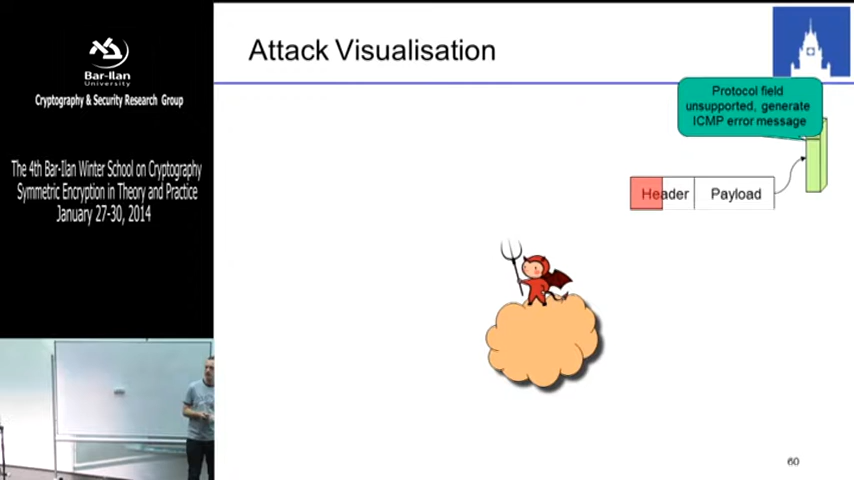 Bar-Ilan
University
Cryptography & Security Research Group
The 4th Bar-Ilan Winter School on Cryptography
Symmetric Encryption in Theory and Practice
January 27-30, 2014
Attack Visualisation
Protocol field
unsupported, generate
ICMP error message
Header
Payload
60